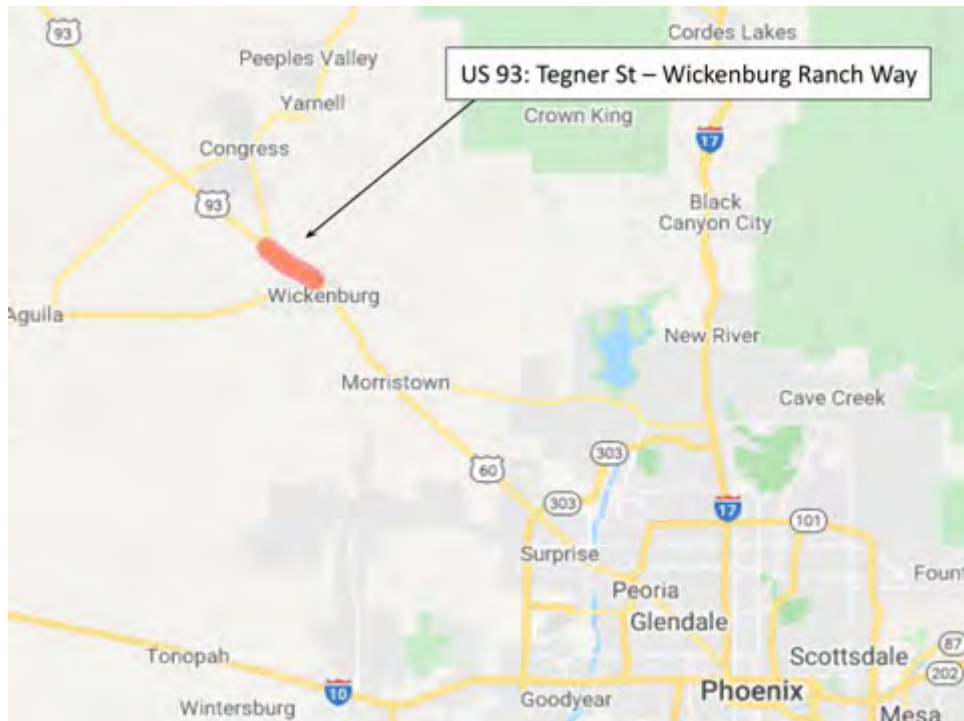 93
Cordes Lakes
Peeples Valley
US 93: Tegner St – Wickenburg Ranch Way
Yarnell
Crown King
17
Congress
93
Black
Canyon City
Wickenburg
Aguila
New River
Morristown
Cave Creek
303
60
303
17
101
Surprise
Fount
Peoria
Glendale
87
Tonopah
Scottsdale
202
10
Goodyear
Phoenix
Wintersburg
Mesa